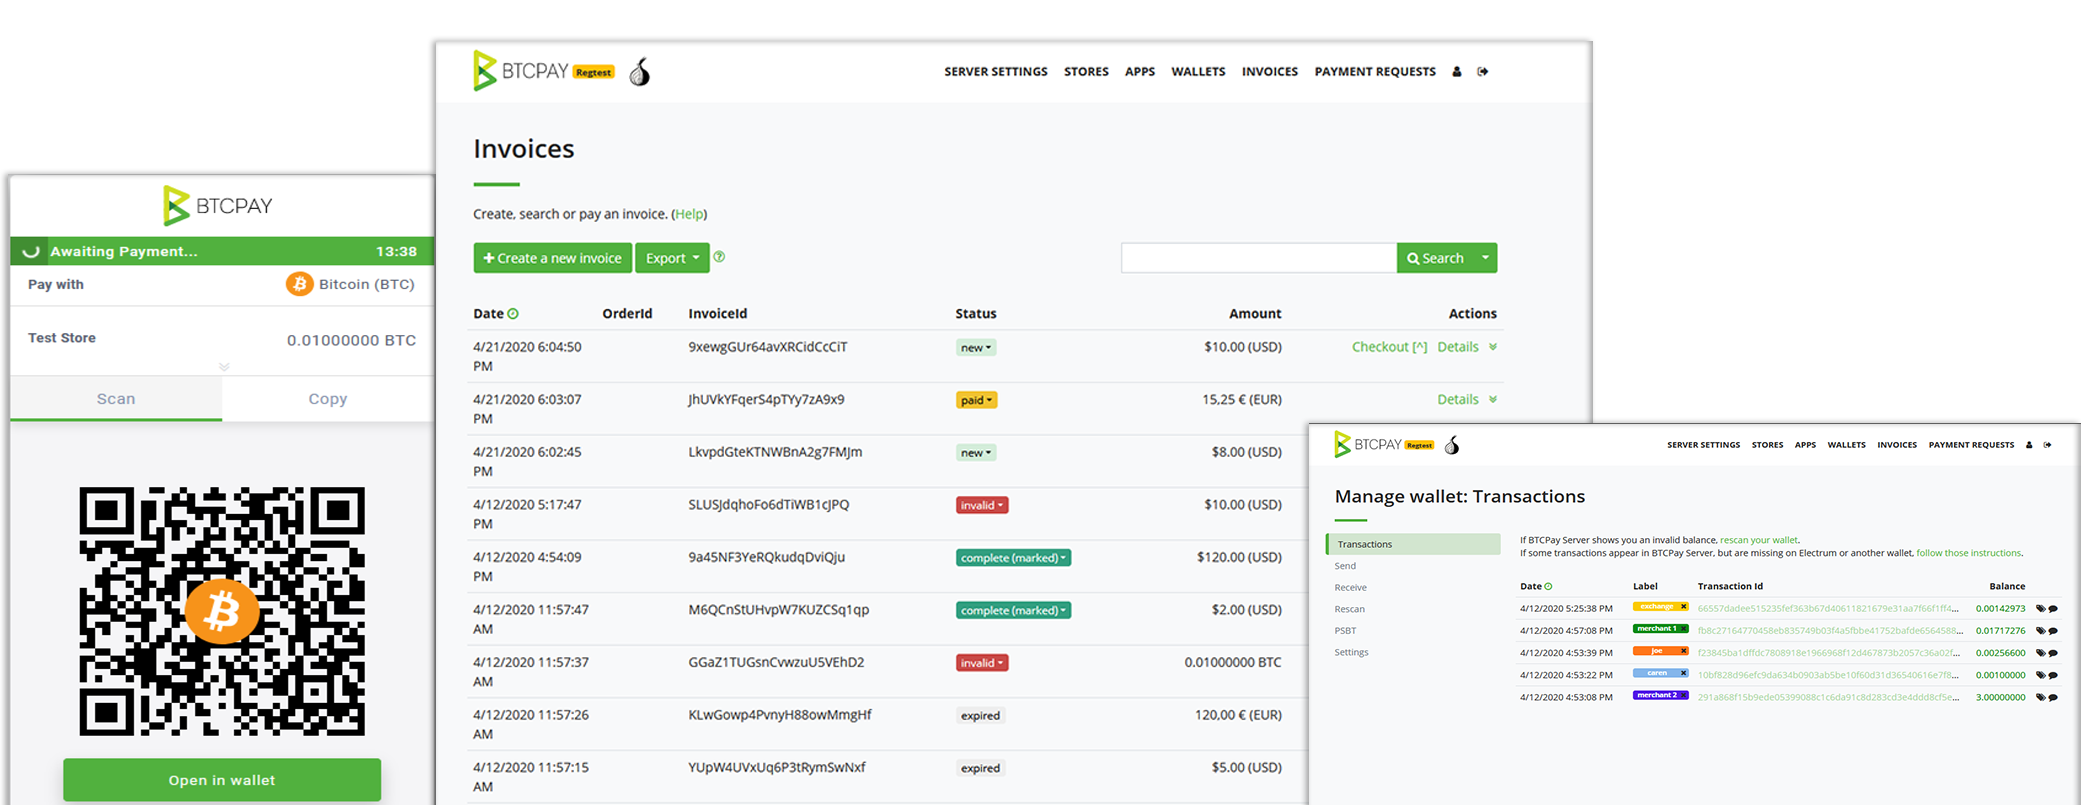 BTCPAY
Awaiting Payment... 13:38
Pay with Bitcoin (BTC)
Test Store 0.01000000 BTC
Scan Copy
Open in wallet
BTCPAY Regtest SERVER SETTINGS STORES APPS WALLETS INVOICES PAYMENT REQUESTS
Invoices
Create, search or pay an invoice. (Help)
Create a new invoice Export Search
Date OrderId InvoiceId Status Amount Actions
4/21/2020 6:04:50 PM 9xewgGUr64avXRCidCcCiT new $10.00 (USD) Checkout [^] Details
4/21/2020 6:03:07 PM JhUVkYFqerS4pTYy7zA9x9 paid 15,25 € (EUR) Details
4/21/2020 6:02:45 PM LkvpdGteKTNWBnA2g7FMJm new $8.00 (USD)
4/12/2020 5:17:47 PM SLUSJdqhoFo6dTiWB1cJPQ invalid $10.00 (USD)
4/12/2020 4:54:09 PM 9a45NF3YeRQkudqDviQju complete (marked) $120.00 (USD)
4/12/2020 11:57:47 AM M6QCnStUHvpW7KUZCSq1qp complete (marked) $2.00 (USD)
4/12/2020 11:57:37 AM GGaZ1TUGsnCvwzuU5VEhD2 invalid 0.01000000 BTC
4/12/2020 11:57:26 AM KLwGowp4PvnyH88owMmgHf expired 120,00 € (EUR)
4/12/2020 11:57:15 AM YUpW4UVxUq6P3tRymSwNxf expired $5.00 (USD)
BTCPAY Regtest SERVER SETTINGS STORES APPS WALLETS INVOICES PAYMENT REQUESTS
Manage wallet: Transactions
Transactions
Send
Receive
Rescan
PSBT
Settings
If BTCPay Server shows you an invalid balance, rescan your wallet.
If some transactions appear in BTCPay Server, but are missing on Electrum or another wallet, follow those instructions.
Date Label Transaction Id Balance
4/12/2020 5:25:38 PM exchange 66557dadee515235fef363b67d40611821679e31aa7f66f1ff4... 0.00142973
4/12/2020 4:57:08 PM merchant 1 fb8c27164770458eb835749b03f4a5fbbe41752bafde6564588... 0.01717276
4/12/2020 4:53:39 PM joe f23845ba1dffdc7808918e1966968f12d467873b2057c36a02f... 0.00256600
4/12/2020 4:53:22 PM caren 10bf828d96efc9da634b0903ab5be10f60d31d36540616e7f8... 0.00100000
4/12/2020 4:53:08 PM merchant 2 291a868f15b9ede05399088c1c6da91c8d283cd3e4ddd8cf5e... 3.00000000